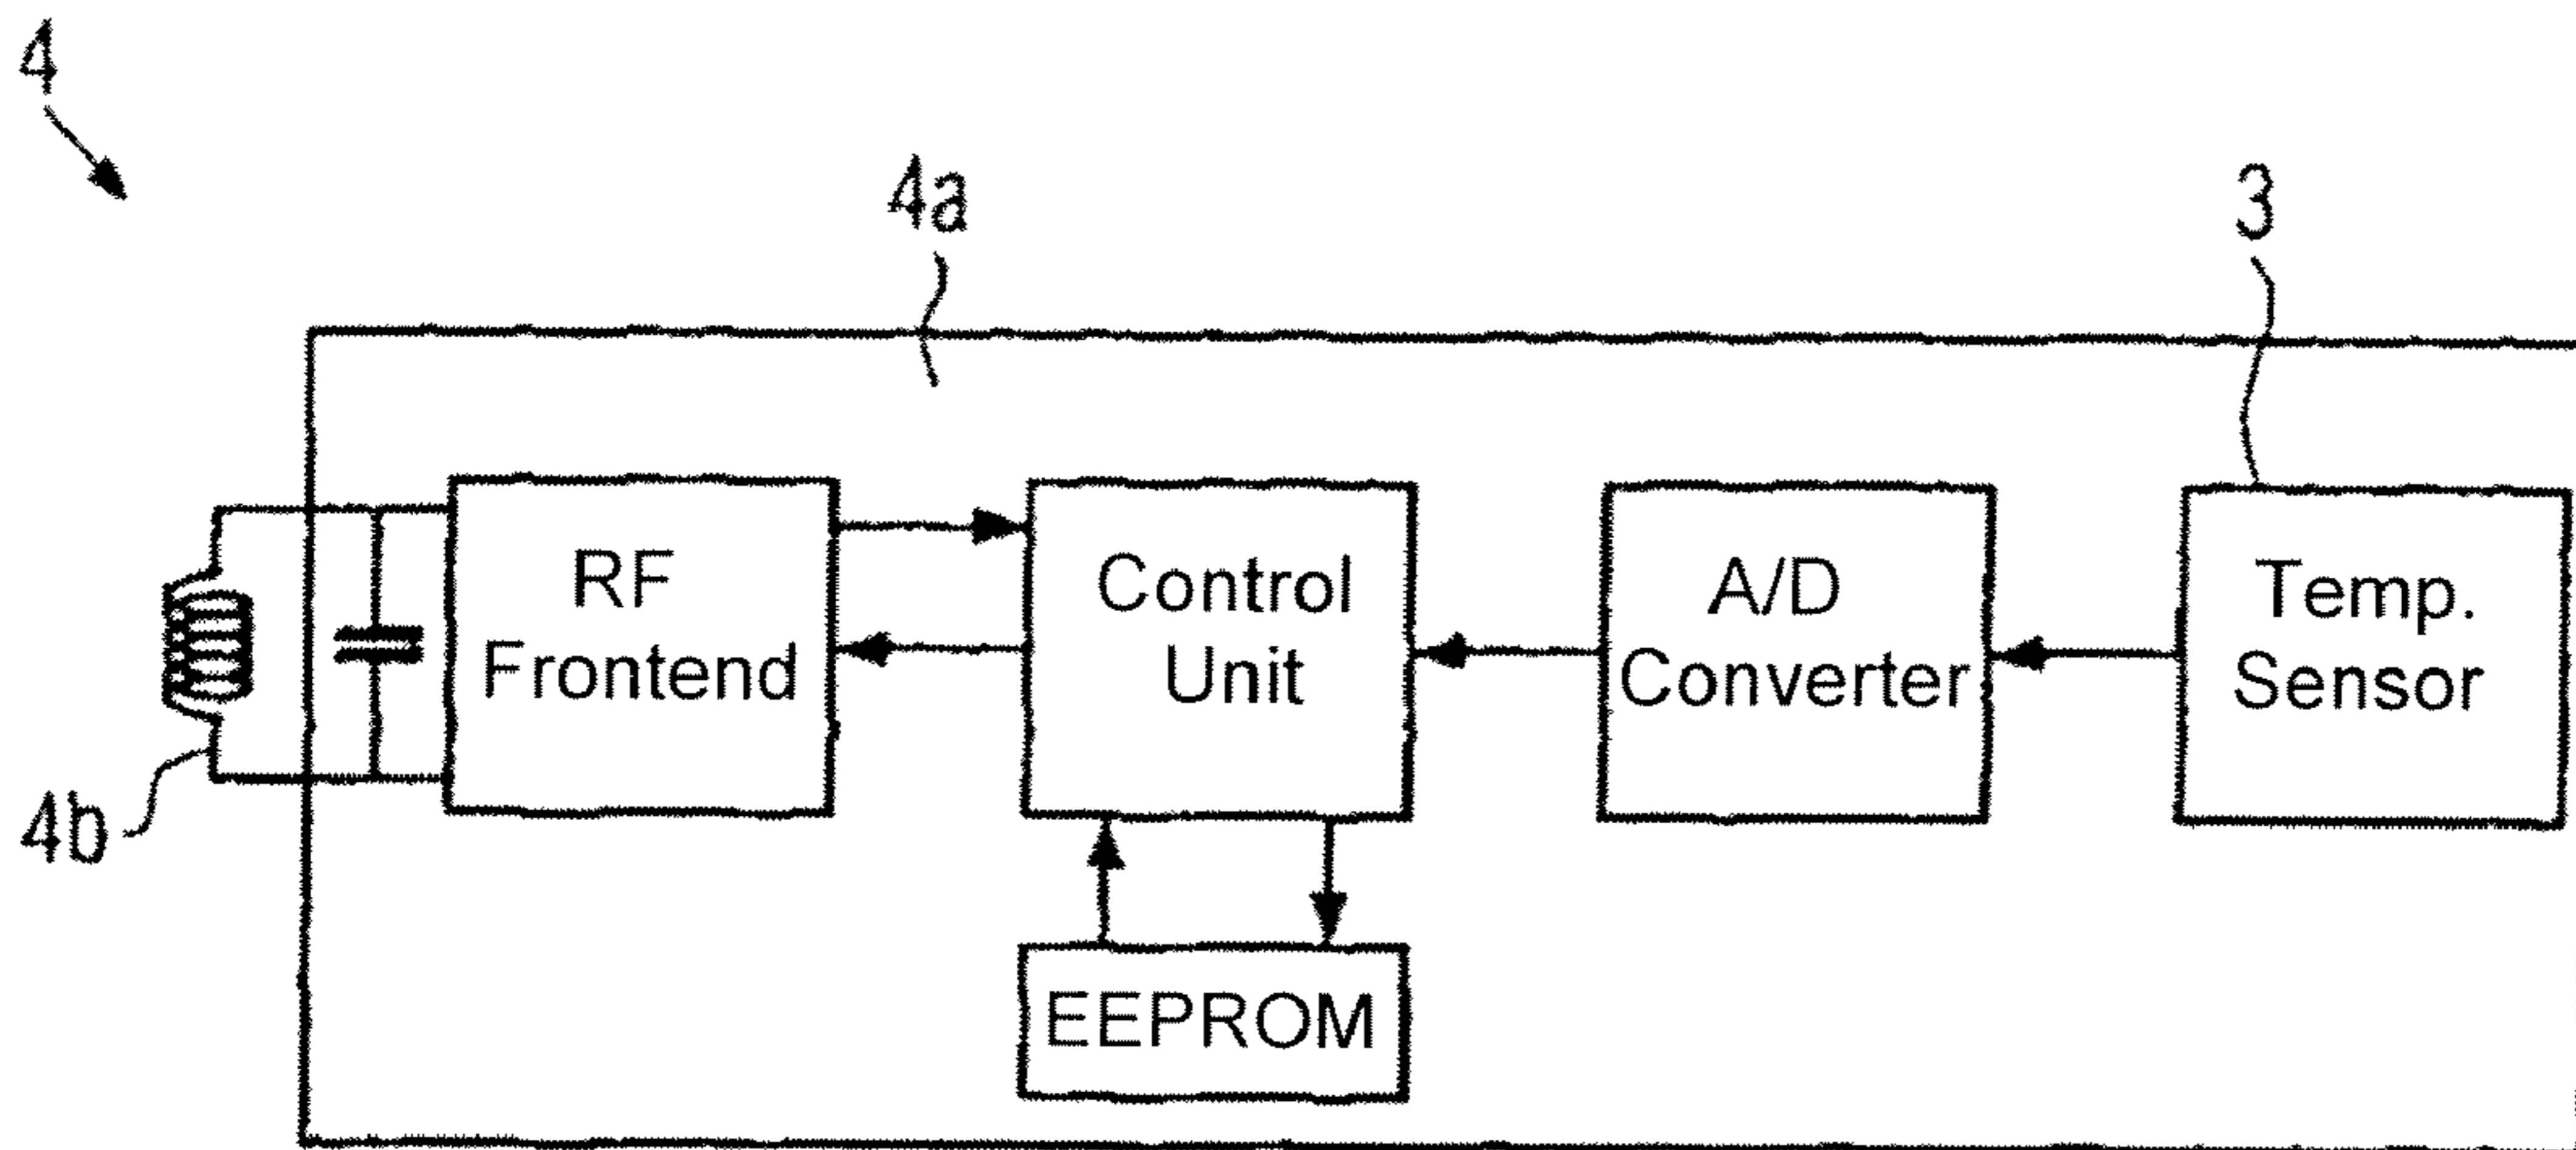 4
4a
3
RF
Frontend
Control
Unit
A/D
Converter
Temp.
Sensor
4b
EEPROM